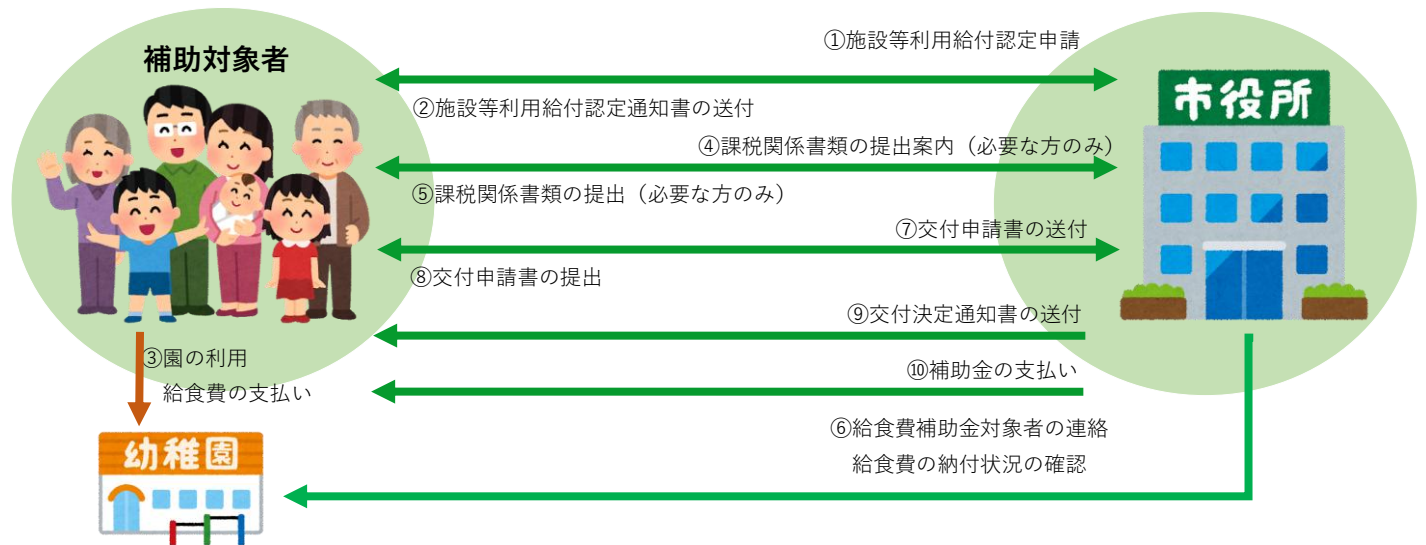 補助対象者
①施設等利用給付認定申請
市役所
②施設等利用給付認定通知書の送付
④課税関係書類の提出案内（必要な方のみ）
⑤課税関係書類の提出（必要な方のみ）
⑦交付申請書の送付
⑧交付申請書の提出
⑨交付決定通知書の送付
③園の利用
給食費の支払い
⑩補助金の支払い
⑥給食費補助金対象者の連絡
給食費の納付状況の確認
幼稚園